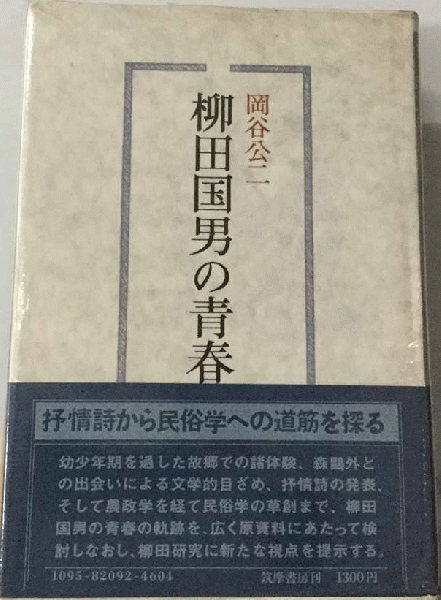 岡谷公二
柳田国男の青春
抒情詩から民俗学への道筋を探る
幼少年期を過した故郷での諸体験、森鷗外と
の出会いによる文学的目ざめ、抒情詩の発表、
そして農政学を経て民俗学の草創まで、柳田
国男の青春の軌跡を、広く原資料にあたって検
討しなおし、柳田研究に新たな視点を提示する。
1095-82092-4604
筑摩書房刊 1300円